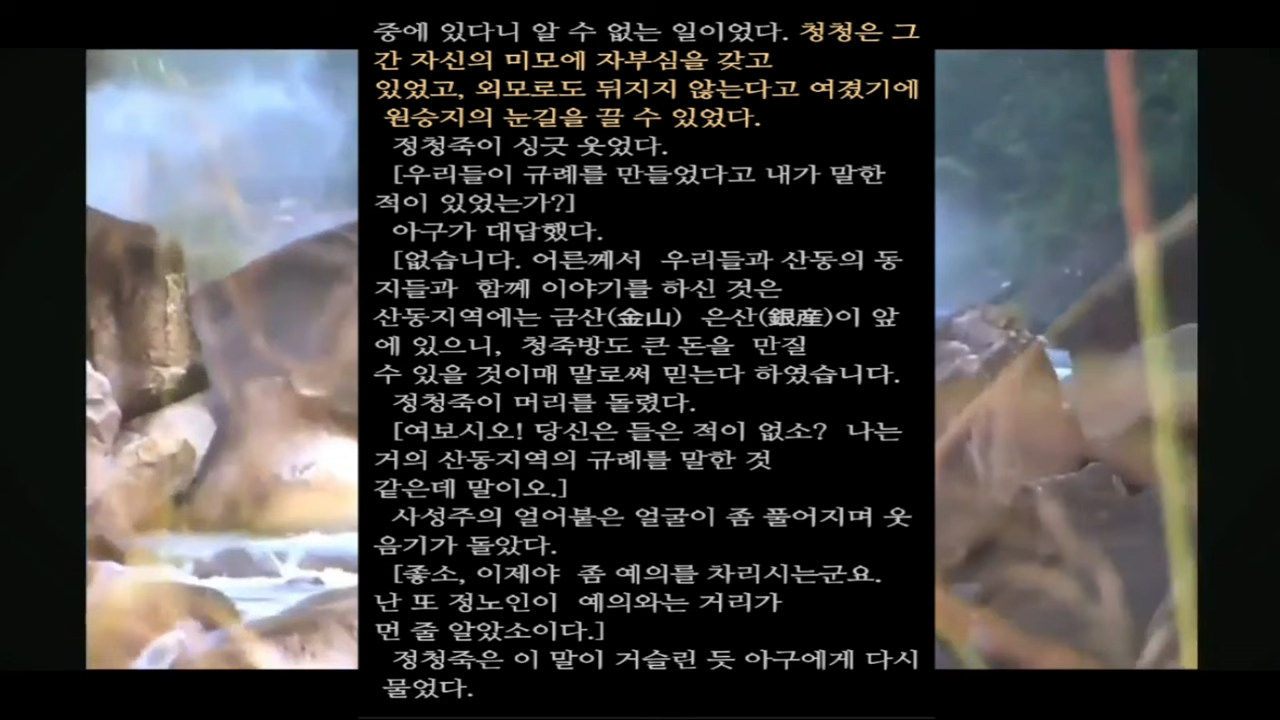 중에 있다니 알 수 없는 일이었다. 청청은 그
간 자신의 미모에 자부심을 갖고
있었고, 외모로도 뒤지지 않는다고 여겼기에
원승지의 눈길을 끌 수 있었다.
정청죽이 싱긋 웃었다.
[우리들이 규례를 만들었다고 내가 말한
적이 있었는가?]
아구가 대답했다.
[없습니다. 어른께서 우리들과 산동의 동
지들과 함께 이야기를 하신 것은
산동지역에는 금산(金山) 은산(銀産)이 앞
에 있으니, 청죽방도 큰 돈을 만질
수 있을 것이매 말로써 믿는다 하였습니다.
정청죽이 머리를 돌렸다.
[여보시오! 당신은 들은 적이 없소? 나는
거의 산동지역의 규례를 말한 것
같은데 말이오.]
사성주의 얼어붙은 얼굴이 좀 풀어지며 웃
음기가 돌았다.
[좋소, 이제야 좀 예의를 차리시는군요.
난 또 정노인이 예의와는 거리가
먼 줄 알았소이다.]
정청죽은 이 말이 거슬린 듯 아구에게 다시
물었다.